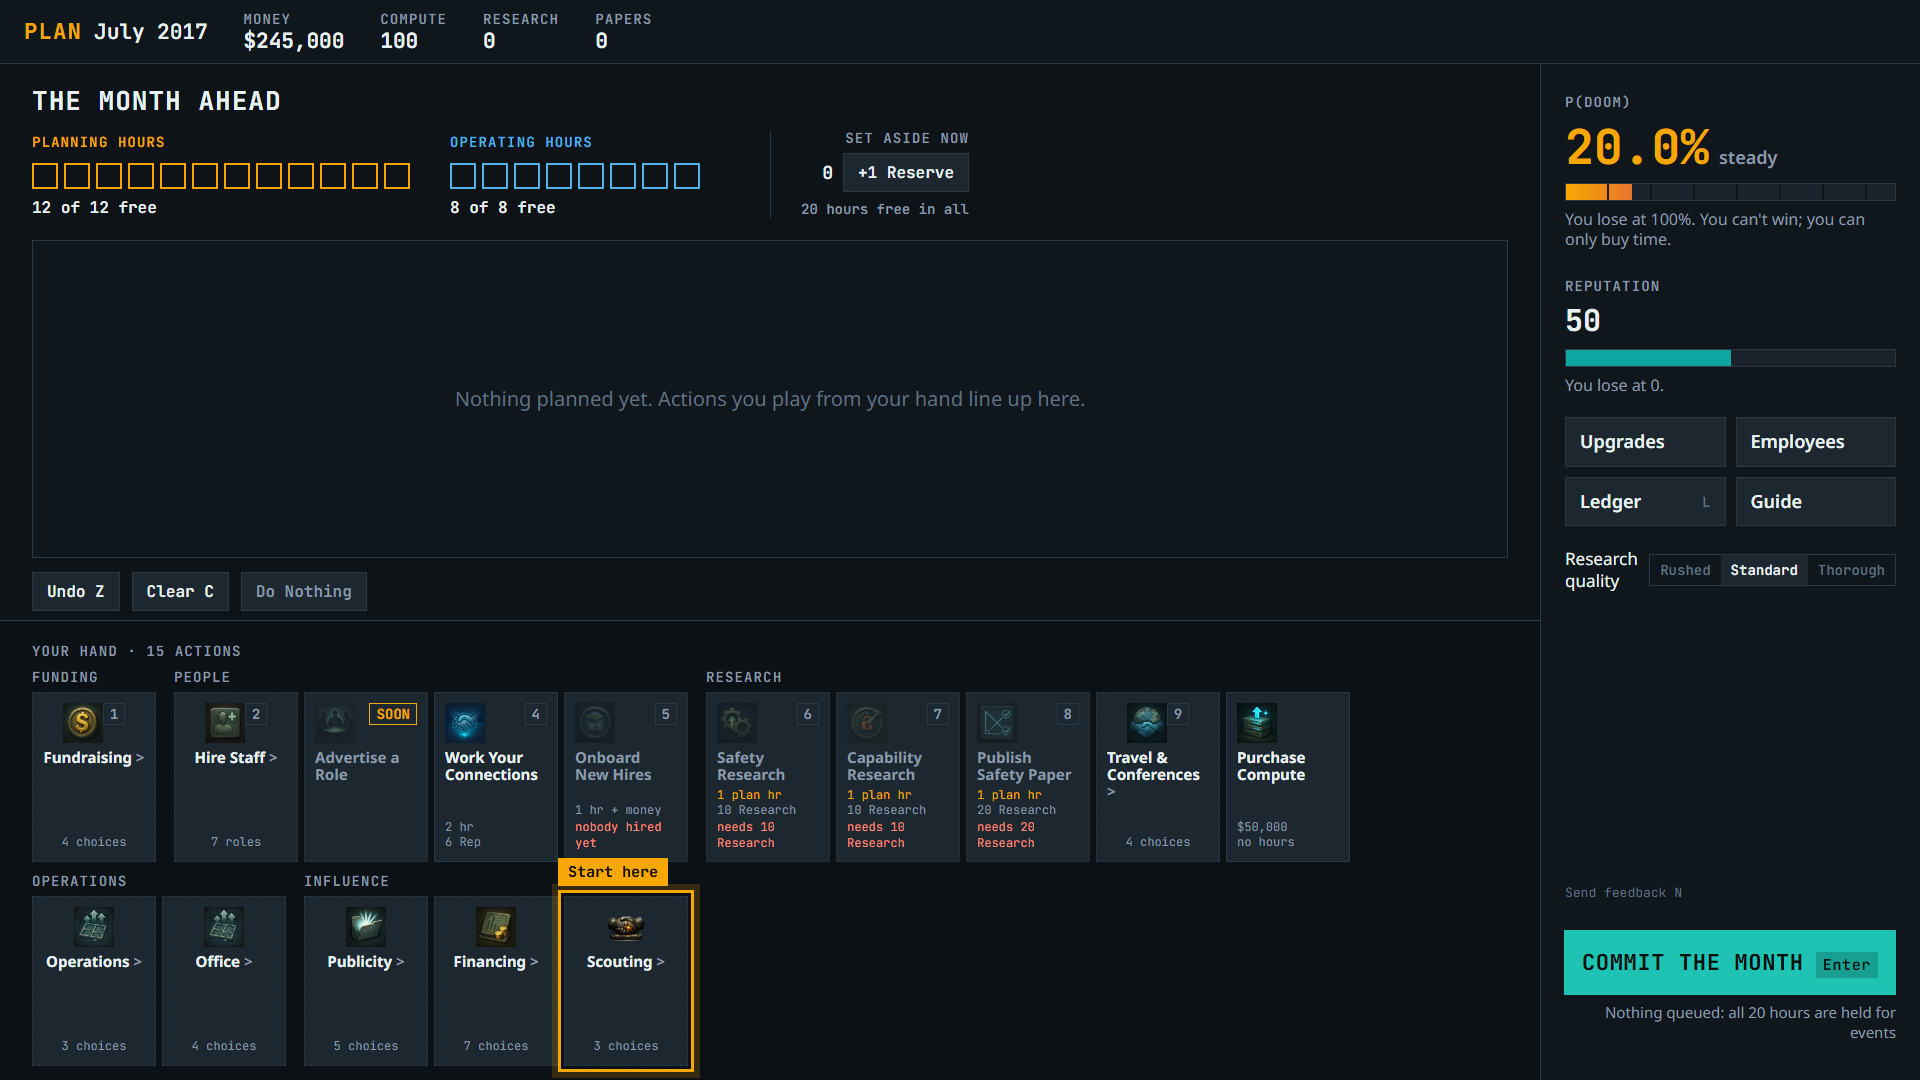 PLAN July 2017
MONEY
$245,000
COMPUTE
100
RESEARCH
0
PAPERS
0
THE MONTH AHEAD
PLANNING HOURS
12 of 12 free
OPERATING HOURS
8 of 8 free
SET ASIDE NOW
0 +1 Reserve
20 hours free in all
Nothing planned yet. Actions you play from your hand line up here.
Undo Z
Clear C
Do Nothing
P(DOOM)
20.0% steady
You lose at 100%. You can't win; you can
only buy time.
REPUTATION
50
You lose at 0.
Upgrades
Employees
Ledger L
Guide
Research
quality
Rushed Standard Thorough
Send feedback N
COMMIT THE MONTH Enter
Nothing queued: all 20 hours are held for
events
YOUR HAND · 15 ACTIONS
FUNDING
1
Fundraising >
4 choices
PEOPLE
2
Hire Staff >
7 roles
SOON
Advertise a
Role
4
Work Your
Connections
2 hr
6 Rep
5
Onboard
New Hires
1 hr + money
nobody hired
yet
RESEARCH
6
Safety
Research
1 plan hr
10 Research
needs 10
Research
7
Capability
Research
1 plan hr
10 Research
needs 10
Research
8
Publish
Safety Paper
1 plan hr
20 Research
needs 20
Research
9
Travel &
Conferences
>
4 choices
Purchase
Compute
$50,000
no hours
OPERATIONS
Operations >
3 choices
Office >
4 choices
INFLUENCE
Publicity >
5 choices
Financing >
7 choices
Start here
Scouting >
3 choices